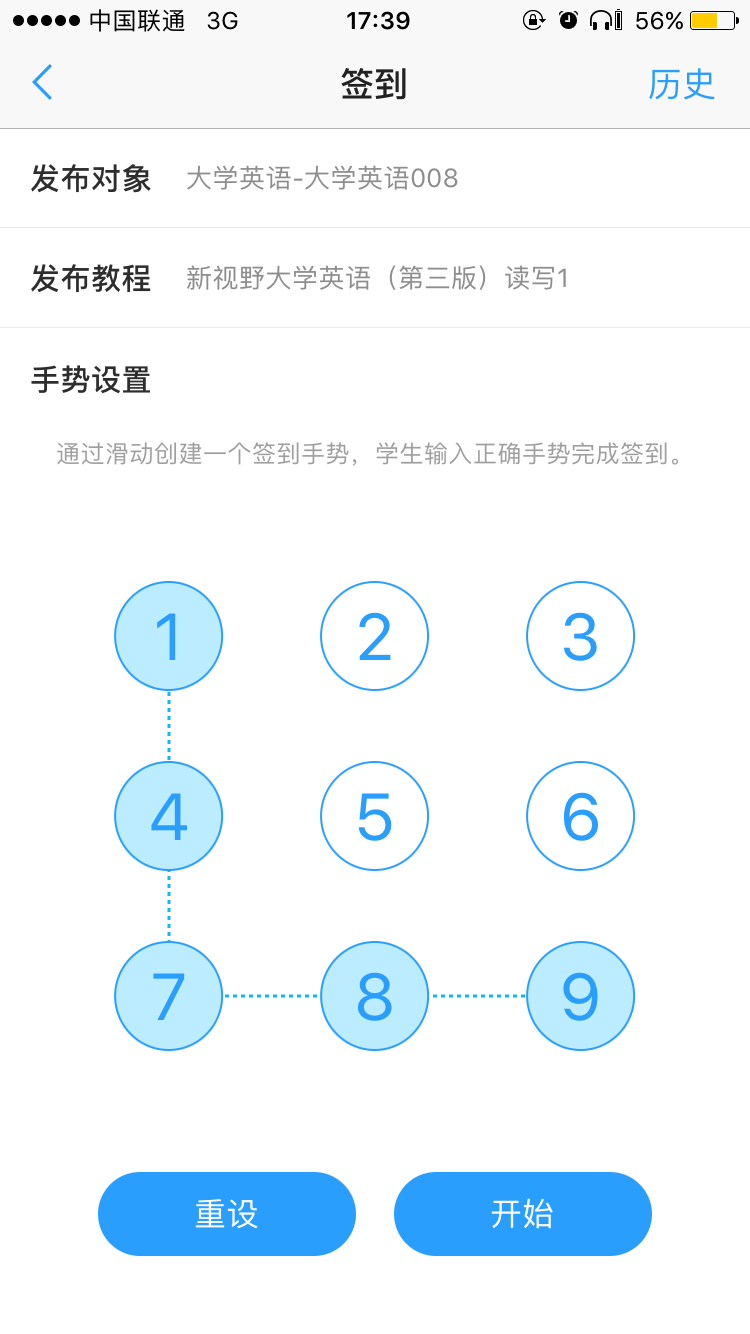 中国联通 3G 17:39 56%
签到 历史
发布对象 大学英语-大学英语008
发布教程 新视野大学英语（第三版）读写1
手势设置
通过滑动创建一个签到手势，学生输入正确手势完成签到。
1 2 3
4 5 6
7 8 9
重设 开始